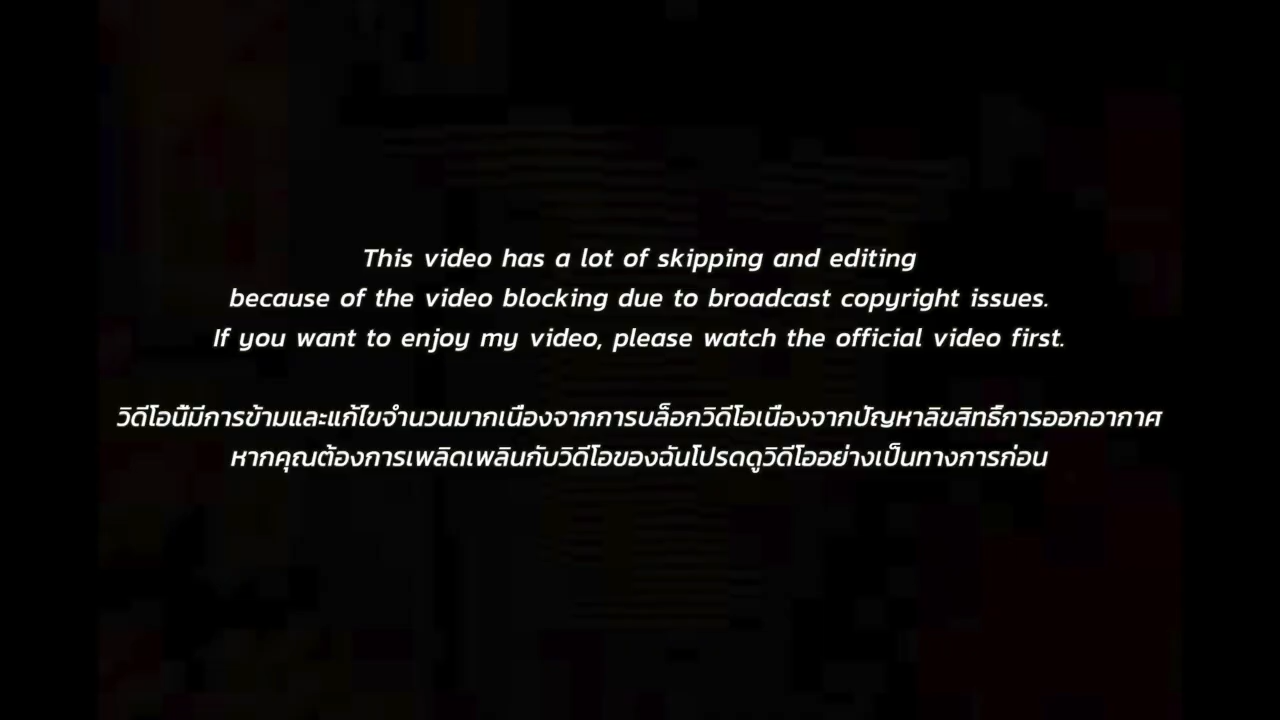 This video has a lot of skipping and editing
because of the video blocking due to broadcast copyright issues.
If you want to enjoy my video, please watch the official video first.
วิดีโอนี้มีการข้ามและแก้ไขจำนวนมากเนื่องจากการบล็อกวิดีโอเนื่องจากปัญหาลิขสิทธิ์การออกอากาศ
หากคุณต้องการเพลิดเพลินกับวิดีโอของฉันโปรดดูวิดีโออย่างเป็นทางการก่อน